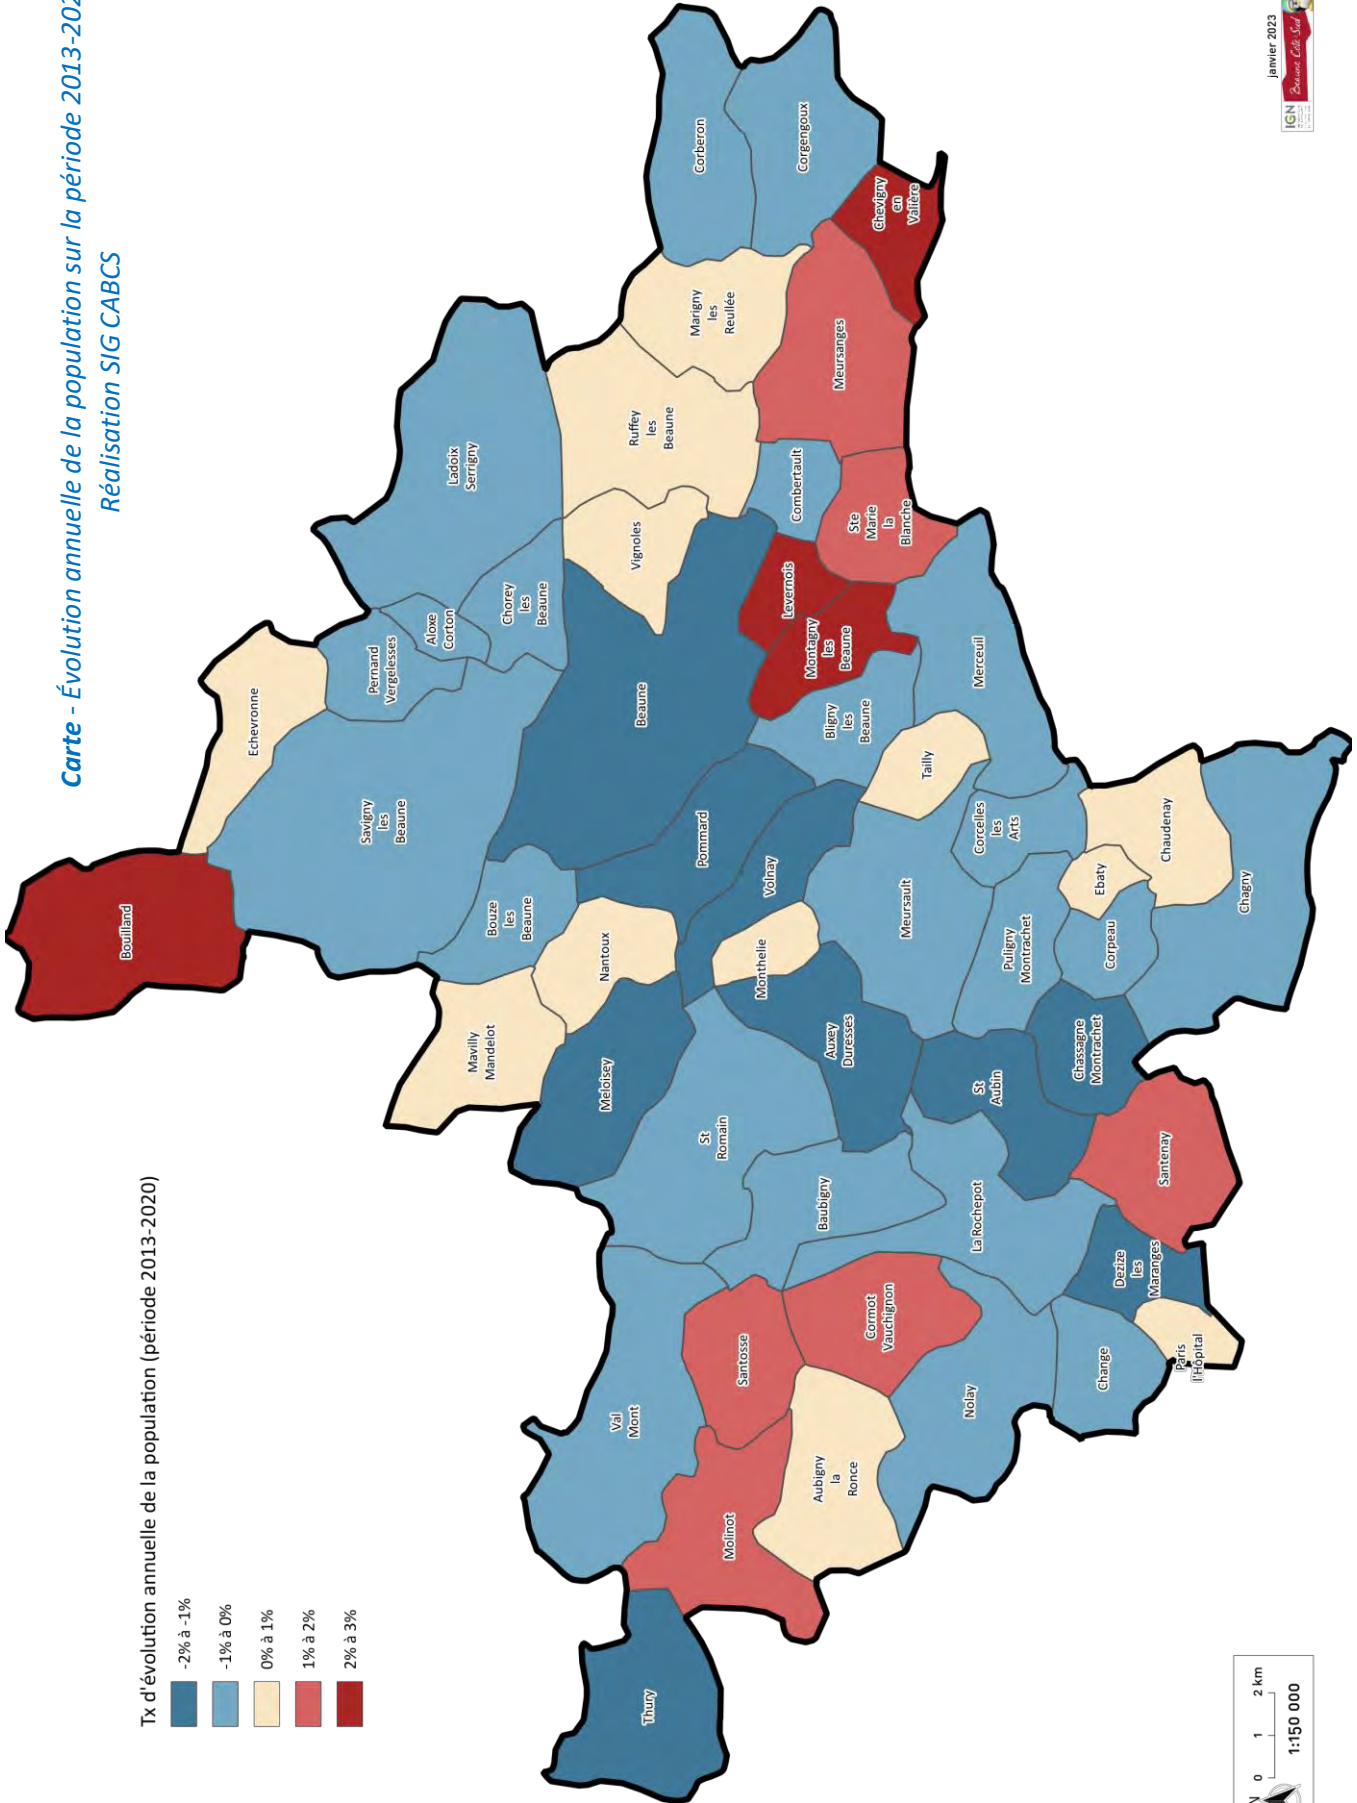 Carte - Évolution annuelle de la population sur la période 2013-202
Réalisation SIG CABCS
Tx d'évolution annuelle de la population (période 2013-2020)
-2% à -1%
-1% à 0%
0% à 1%
1% à 2%
2% à 3%
Bouilland
Echevronne
Savigny
les
Beaune
Pernand
Vergelesses
Aloxe
Corton
Ladoix
Serrigny
Chorey
les
Beaune
Bouze
les
Beaune
Mavilly
Mandelot
Nantoux
Meloisey
Beaune
Vignoles
Ruffey
les
Beaune
Marigny
les
Reullée
Corberon
Corgengoux
Chevigny
en
Valière
Meursanges
Combertault
Ste
Marie
la
Blanche
Levernois
Montagny
les
Beaune
Bligny
les
Beaune
Merceuil
Tailly
Pommard
Volnay
Monthelie
Meursault
Auxey
Duresses
St
Romain
Baubigny
La Rochepot
St
Aubin
Puligny
Montrachet
Corcelles
les
Arts
Ebaty
Chaudenay
Corpeau
Chagny
Chassagne
Montrachet
Santenay
Dezize
les
Maranges
Paris
l'Hôpital
Change
Nolay
Cormot
Vauchignon
Santosse
Val
Mont
Molinot
Aubigny
la
Ronce
Thury
N
0 1 2 km
1:150 000
janvier 2023
IGN
Beaune Côte Sud